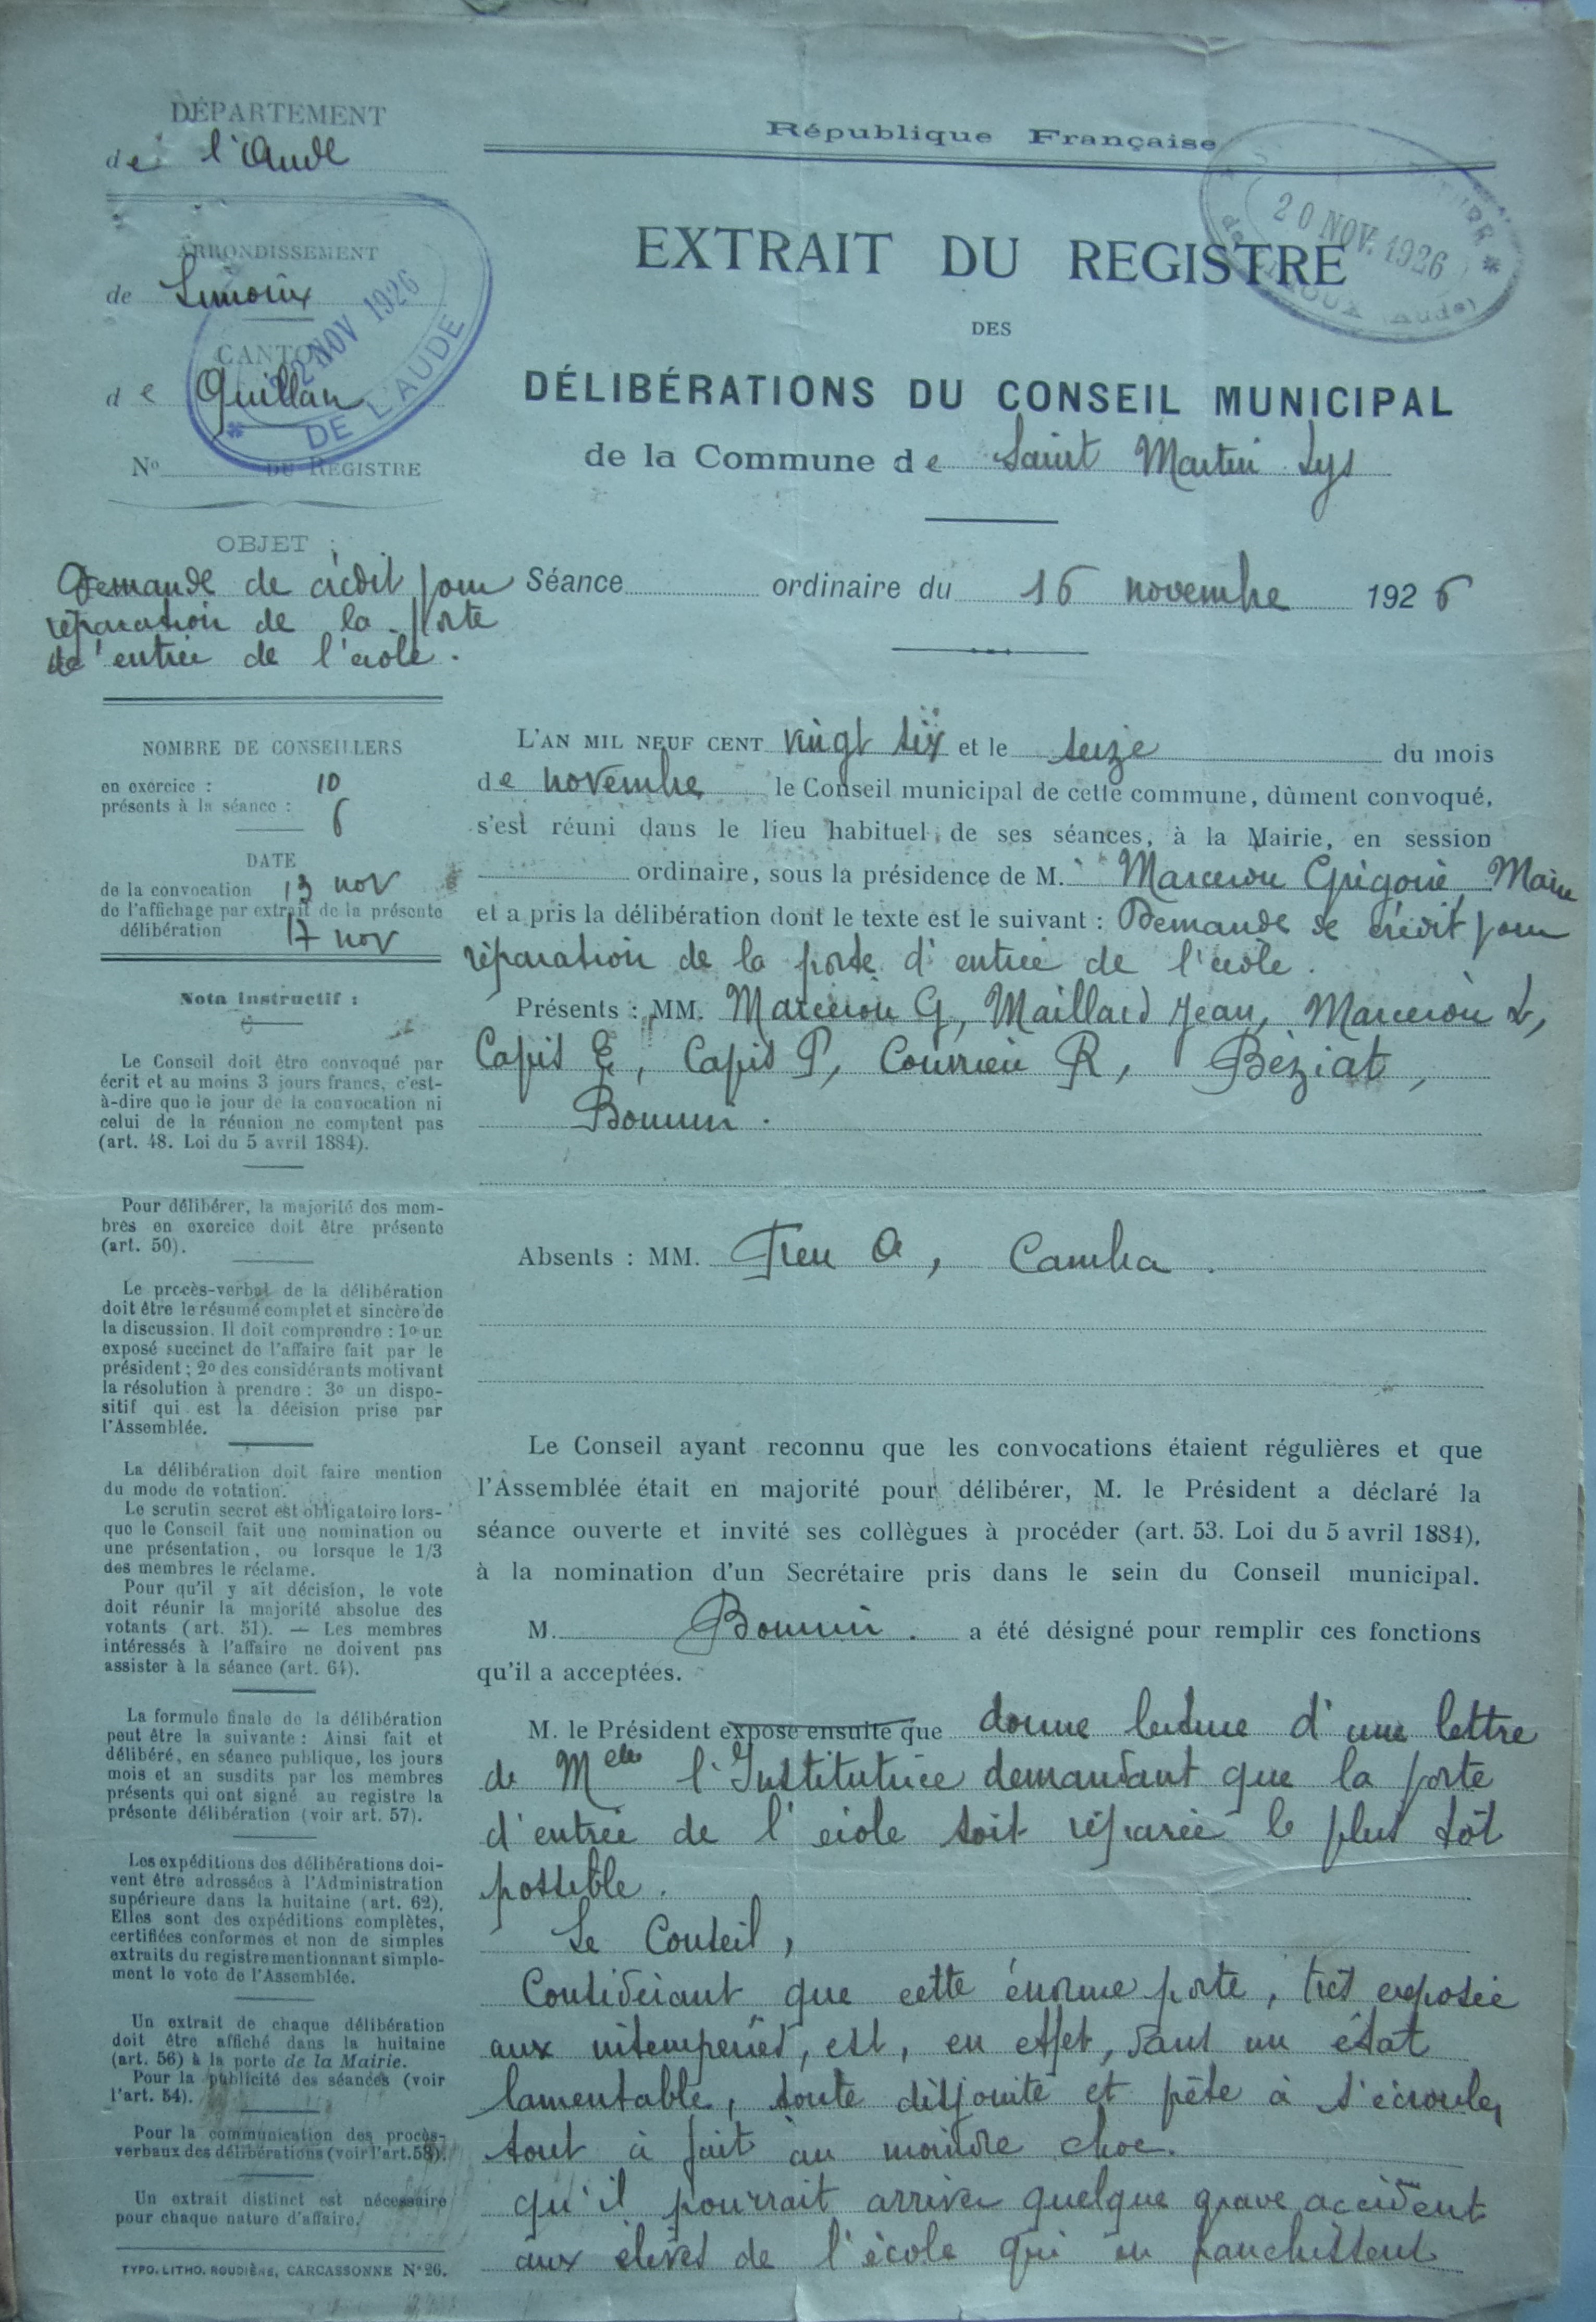 DÉPARTEMENT
de l'Aude
ARRONDISSEMENT
de Limoux
CANTON
de Quillan
N° DU REGISTRE
22 NOV 1926
DE L'AUDE
OBJET :
Demande de crédit pour
réparation de la porte
d'entrée de l'école.
NOMBRE DE CONSEILLERS
en exercice : 10
présents à la séance : 6
DATE
de la convocation 13 nov
de l'affichage par extrait de la présente
délibération 17 nov
Nota Instructif :
Le Conseil doit être convoqué par
écrit et au moins 3 jours francs, c'est-
à-dire que le jour de la convocation ni
celui de la réunion ne comptent pas
(art. 48. Loi du 5 avril 1884).
Pour délibérer, la majorité des mem-
bres en exercice doit être présente
(art. 50).
Le procès-verbal de la délibération
doit être le résumé complet et sincère de
la discussion. Il doit comprendre : 1° un
exposé succinct de l'affaire fait par le
président ; 2° des considérants motivant
la résolution à prendre : 3° un dispo-
sitif qui est la décision prise par
l'Assemblée.
La délibération doit faire mention
du mode de votation.
Le scrutin secret est obligatoire lors-
que le Conseil fait une nomination ou
une présentation, ou lorsque le 1/3
des membres le réclame.
Pour qu'il y ait décision, le vote
doit réunir la majorité absolue des
votants (art. 51). — Les membres
intéressés à l'affaire ne doivent pas
assister à la séance (art. 64).
La formule finale de la délibération
peut être la suivante : Ainsi fait et
délibéré, en séance publique, les jours
mois et an susdits par les membres
présents qui ont signé au registre la
présente délibération (voir art. 57).
Les expéditions des délibérations doi-
vent être adressées à l'Administration
supérieure dans la huitaine (art. 62).
Elles sont des expéditions complètes,
certifiées conformes et non de simples
extraits du registre mentionnant simple-
ment le vote de l'Assemblée.
Un extrait de chaque délibération
doit être affiché dans la huitaine
(art. 56) à la porte de la Mairie.
Pour la publicité des séances (voir
l'art. 54).
Pour la communication des procès-
verbaux des délibérations (voir l'art. 58).
Un extrait distinct est nécessaire
pour chaque nature d'affaire.
TYPO. LITHO. ROUDIÈRE, CARCASSONNE N° 26.
République Française
20 NOV. 1926
de LIMOUX (Aude)
EXTRAIT DU REGISTRE
DES
DÉLIBÉRATIONS DU CONSEIL MUNICIPAL
de la Commune de Saint Martin Lys
Séance ordinaire du 16 novembre 1926
L'AN MIL NEUF CENT vingt six et le seize du mois
de novembre le Conseil municipal de cette commune, dûment convoqué,
s'est réuni dans le lieu habituel de ses séances, à la Mairie, en session
ordinaire, sous la présidence de M. Marcerou Grégoire, Maire
et a pris la délibération dont le texte est le suivant : Demande de crédit pour
réparation de la porte d'entrée de l'école.
Présents : MM. Marcerou G, Maillard Jean, Marcerou L,
Capis E, Capis P, Courrieu R, Béziat,
Absents : MM. A,
Le Conseil ayant reconnu que les convocations étaient régulières et que
l'Assemblée était en majorité pour délibérer, M. le Président a déclaré la
séance ouverte et invité ses collègues à procéder (art. 53. Loi du 5 avril 1884),
à la nomination d'un Secrétaire pris dans le sein du Conseil municipal.
M. a été désigné pour remplir ces fonctions
qu'il a acceptées.
M. le Président expose ensuite que donne lecture d'une lettre
de Melle l'Institutrice demandant que la porte
d'entrée de l'école soit réparée le plus tôt
possible.
Le Conseil,
Considérant que cette énorme porte, très exposée
aux intempéries, est, en effet, dans un état
lamentable, toute disjointe et prête à s'écrouler
tout à fait au moindre choc.
qu'il pourrait arriver quelque grave accident
aux élèves de l'école qui en franchissent